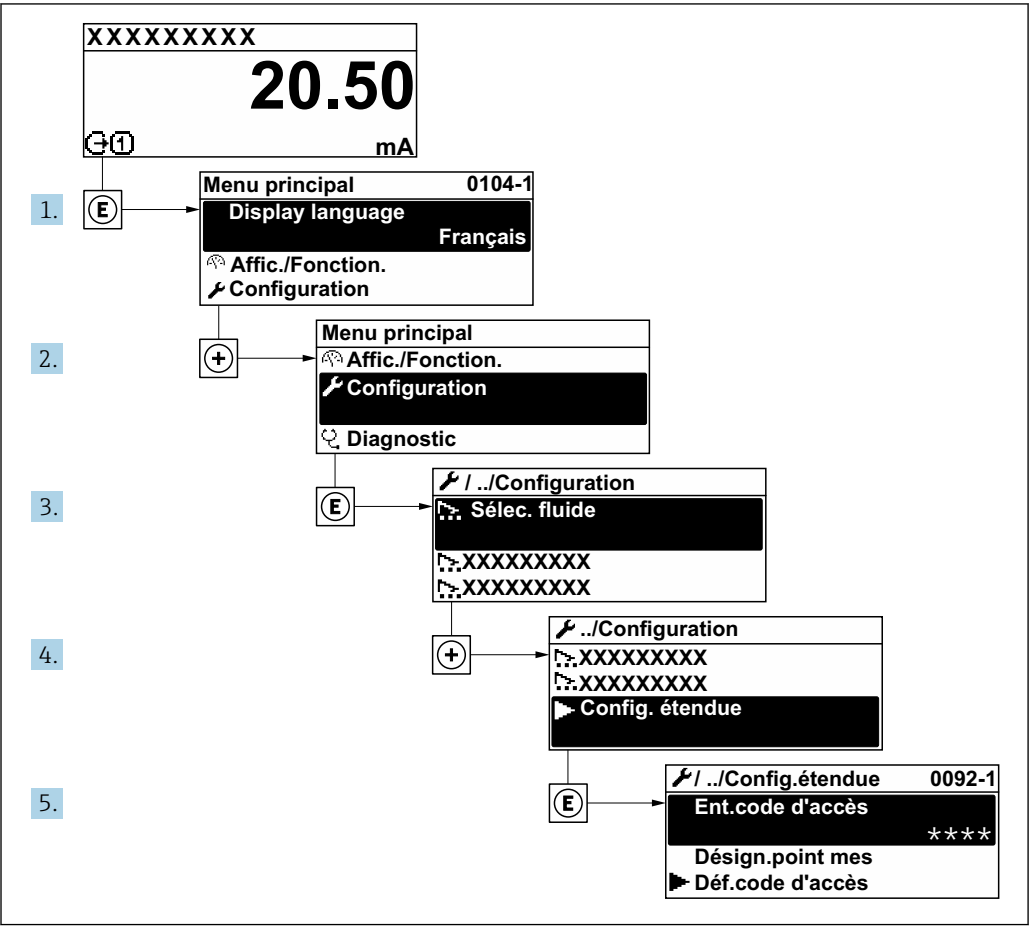 XXXXXXXXX
20.50
1 mA
Menu principal 0104-1
1. E Display language
Français
Affic./Fonction.
Configuration
Menu principal
2. + Affic./Fonction.
Configuration
Diagnostic
/ ../Configuration
3. E Sélec. fluide
XXXXXXXXX
XXXXXXXXX
../Configuration
4. + XXXXXXXXX
XXXXXXXXX
Config. étendue
/ ../Config.étendue 0092-1
5. E Ent.code d'accès
****
Désign.point mes
Déf.code d'accès